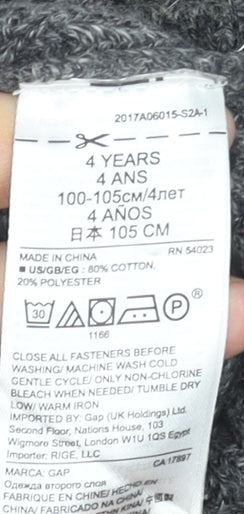 2017A06015-S2A-1
4 YEARS
4 ANS
100-105см/4лет
4 AÑOS
日本 105 CM
MADE IN CHINA RN 54023
■ US/GB/EG : 80% COTTON,
20% POLYESTER
30 P ®
1166
CLOSE ALL FASTENERS BEFORE
WASHING/ MACHINE WASH COLD
GENTLE CYCLE/ ONLY NON-CHLORINE
BLEACH WHEN NEEDED/ TUMBLE DRY
LOW/ WARM IRON
IMPORTED BY: Gap (UK Holdings) Ltd.
Second Floor, Nations House, 103
Wigmore Street, London W1U 1QS Egypt
Importer: RIGE, LLC
MARCA: GAP CA 17897
Одежда второго слоя
FABRIQUE EN CHINE/ HECHO EN
CHINA/ FABRICADO NA CHINA/